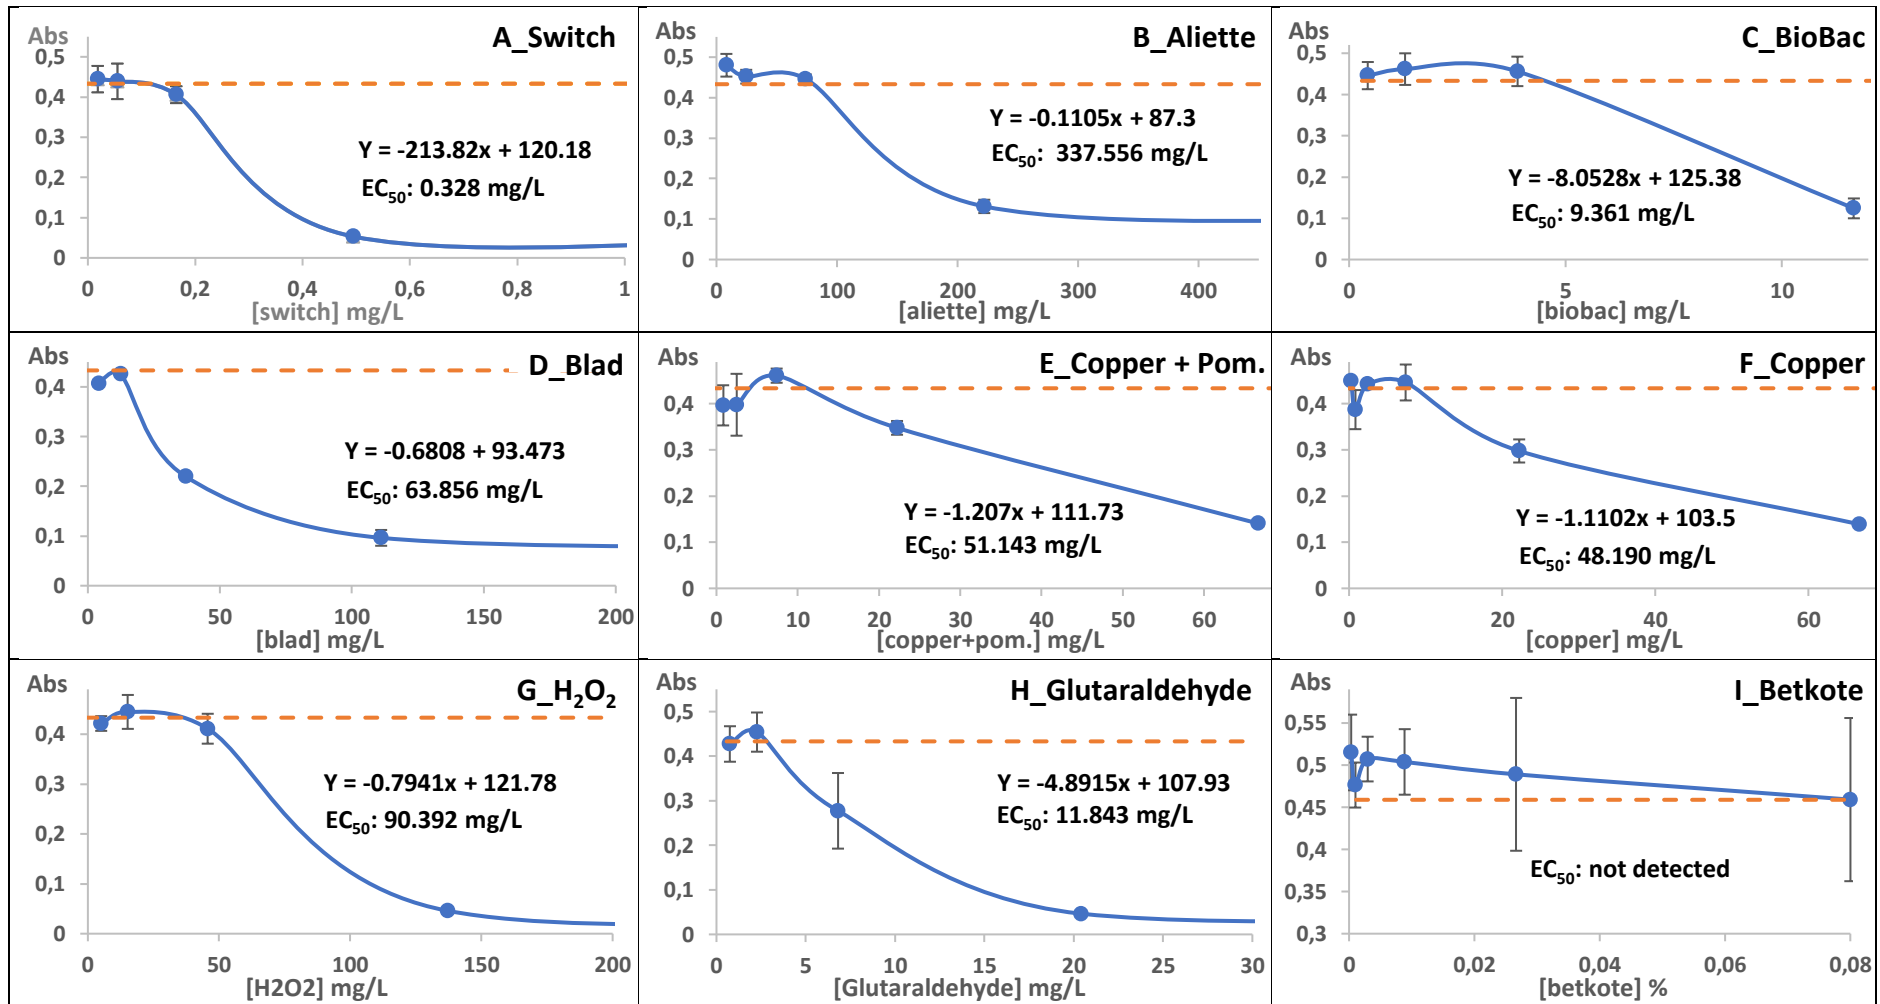 Abs
A_Switch
0,5
0,4
0,3
0,2
0,1
0
Y = -213.82x + 120.18
EC50: 0.328 mg/L
0 0,2 0,4 0,6 0,8 1
[switch] mg/L
Abs
B_Aliette
0,5
0,4
0,3
0,2
0,1
0
Y = -0.1105x + 87.3
EC50: 337.556 mg/L
0 100 200 300 400
[aliette] mg/L
Abs
C_BioBac
0,5
0,4
0,3
0,2
0,1
0
Y = -8.0528x + 125.38
EC50: 9.361 mg/L
0 5 10
[biobac] mg/L
Abs
D_Blad
0,4
0,3
0,2
0,1
0
Y = -0.6808 + 93.473
EC50: 63.856 mg/L
0 50 100 150 200
[blad] mg/L
Abs
E_Copper + Pom.
0,4
0,3
0,2
0,1
0
Y = -1.207x + 111.73
EC50: 51.143 mg/L
0 10 20 30 40 50 60
[copper+pom.] mg/L
Abs
F_Copper
0,4
0,3
0,2
0,1
0
Y = -1.1102x + 103.5
EC50: 48.190 mg/L
0 20 40 60
[copper] mg/L
Abs
G_H2O2
0,4
0,3
0,2
0,1
0
Y = -0.7941x + 121.78
EC50: 90.392 mg/L
0 50 100 150 200
[H2O2] mg/L
Abs
H_Glutaraldehyde
0,5
0,4
0,3
0,2
0,1
0
Y = -4.8915x + 107.93
EC50: 11.843 mg/L
0 5 10 15 20 25 30
[Glutaraldehyde] mg/L
Abs
I_Betkote
0,55
0,5
0,45
0,4
0,35
0,3
EC50: not detected
0 0,02 0,04 0,06 0,08
[betkote] %